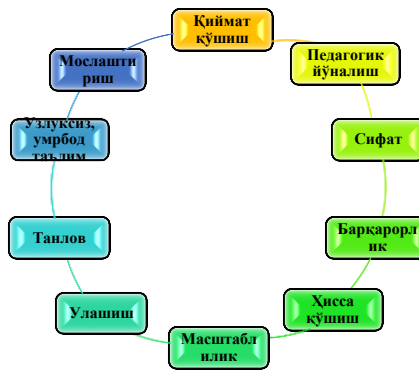 Қиймат
қўшиш
Педагогик
йўналиш
Сифат
Барқарорл
ик
Ҳисса
қўшиш
Масштабл
илик
Улашиш
Танлов
Узлуксиз,
умрбод
таълим
Мослашти
риш